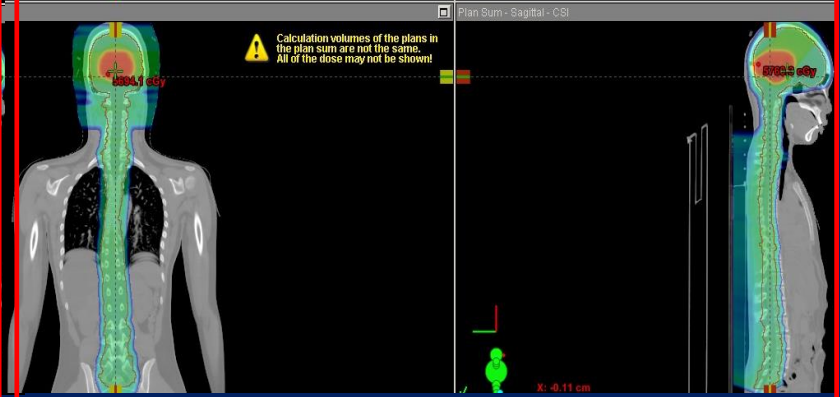 Plan Sum - Sagittal - CSI
Calculation volumes of the plans in
the plan sum are not the same.
All of the dose may not be shown!
X: -0.11 cm